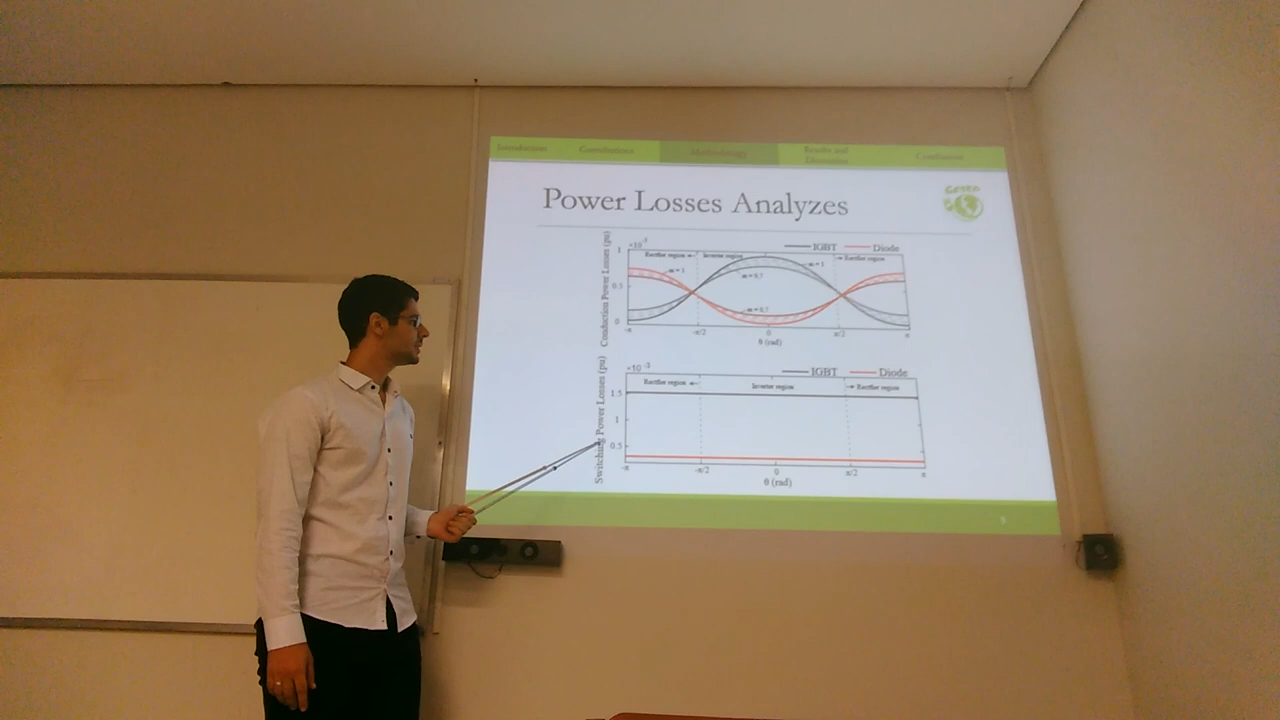 Introduction Contributions Methodology Results and Discussion Conclusions
Power Losses Analyzes
GESEP
Conduction Power Losses (pu)
IGBT Diode
Rectifier region Inverter region Rectifier region
m = 1 m = 1
m = 0,7
m = 0,7
1
0.5
0
-π -π/2 0 π/2 π
θ (rad)
Switching Power Losses (pu)
×10 -3
IGBT Diode
Rectifier region Inverter region Rectifier region
1.5
1
0.5
-π -π/2 0 π/2 π
θ (rad)
9